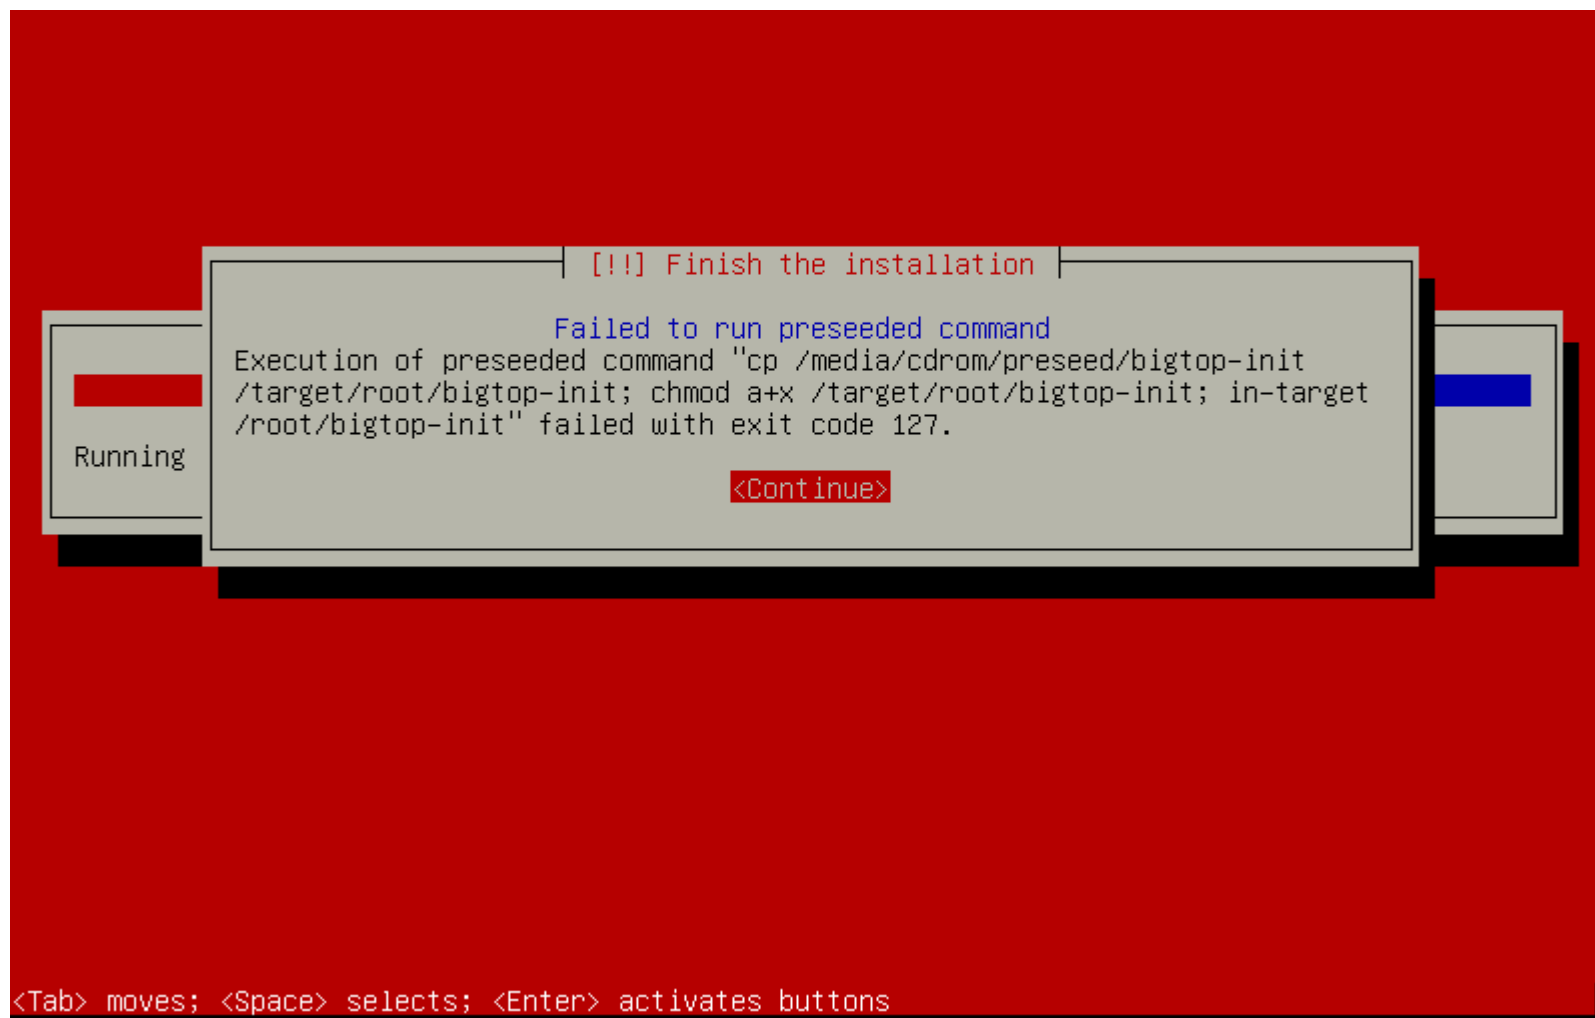 [!!] Finish the installation
Failed to run preseeded command
Execution of preseeded command "cp /media/cdrom/preseed/bigtop-init
/target/root/bigtop-init; chmod a+x /target/root/bigtop-init; in-target
/root/bigtop-init" failed with exit code 127.
Running
<Continue>
<Tab> moves; <Space> selects; <Enter> activates buttons